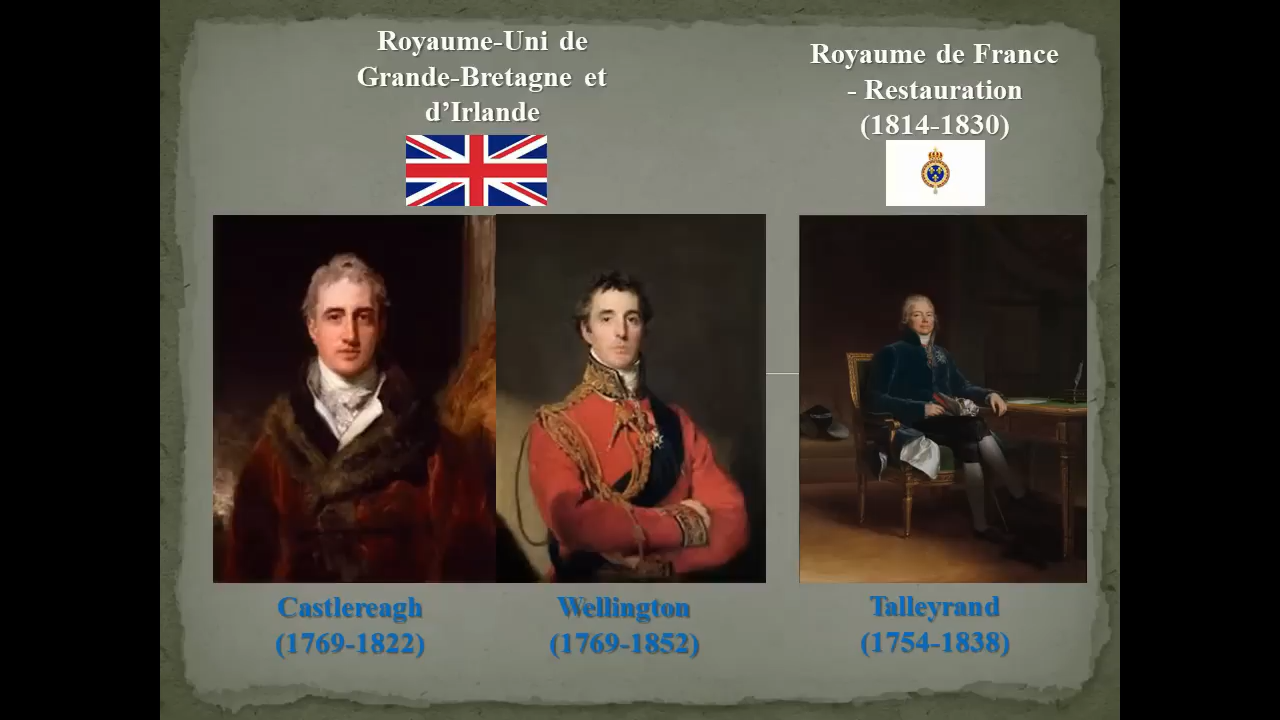 Royaume-Uni de
Grande-Bretagne et
d’Irlande
Royaume de France
- Restauration
(1814-1830)
Castlereagh
(1769-1822)
Wellington
(1769-1852)
Talleyrand
(1754-1838)